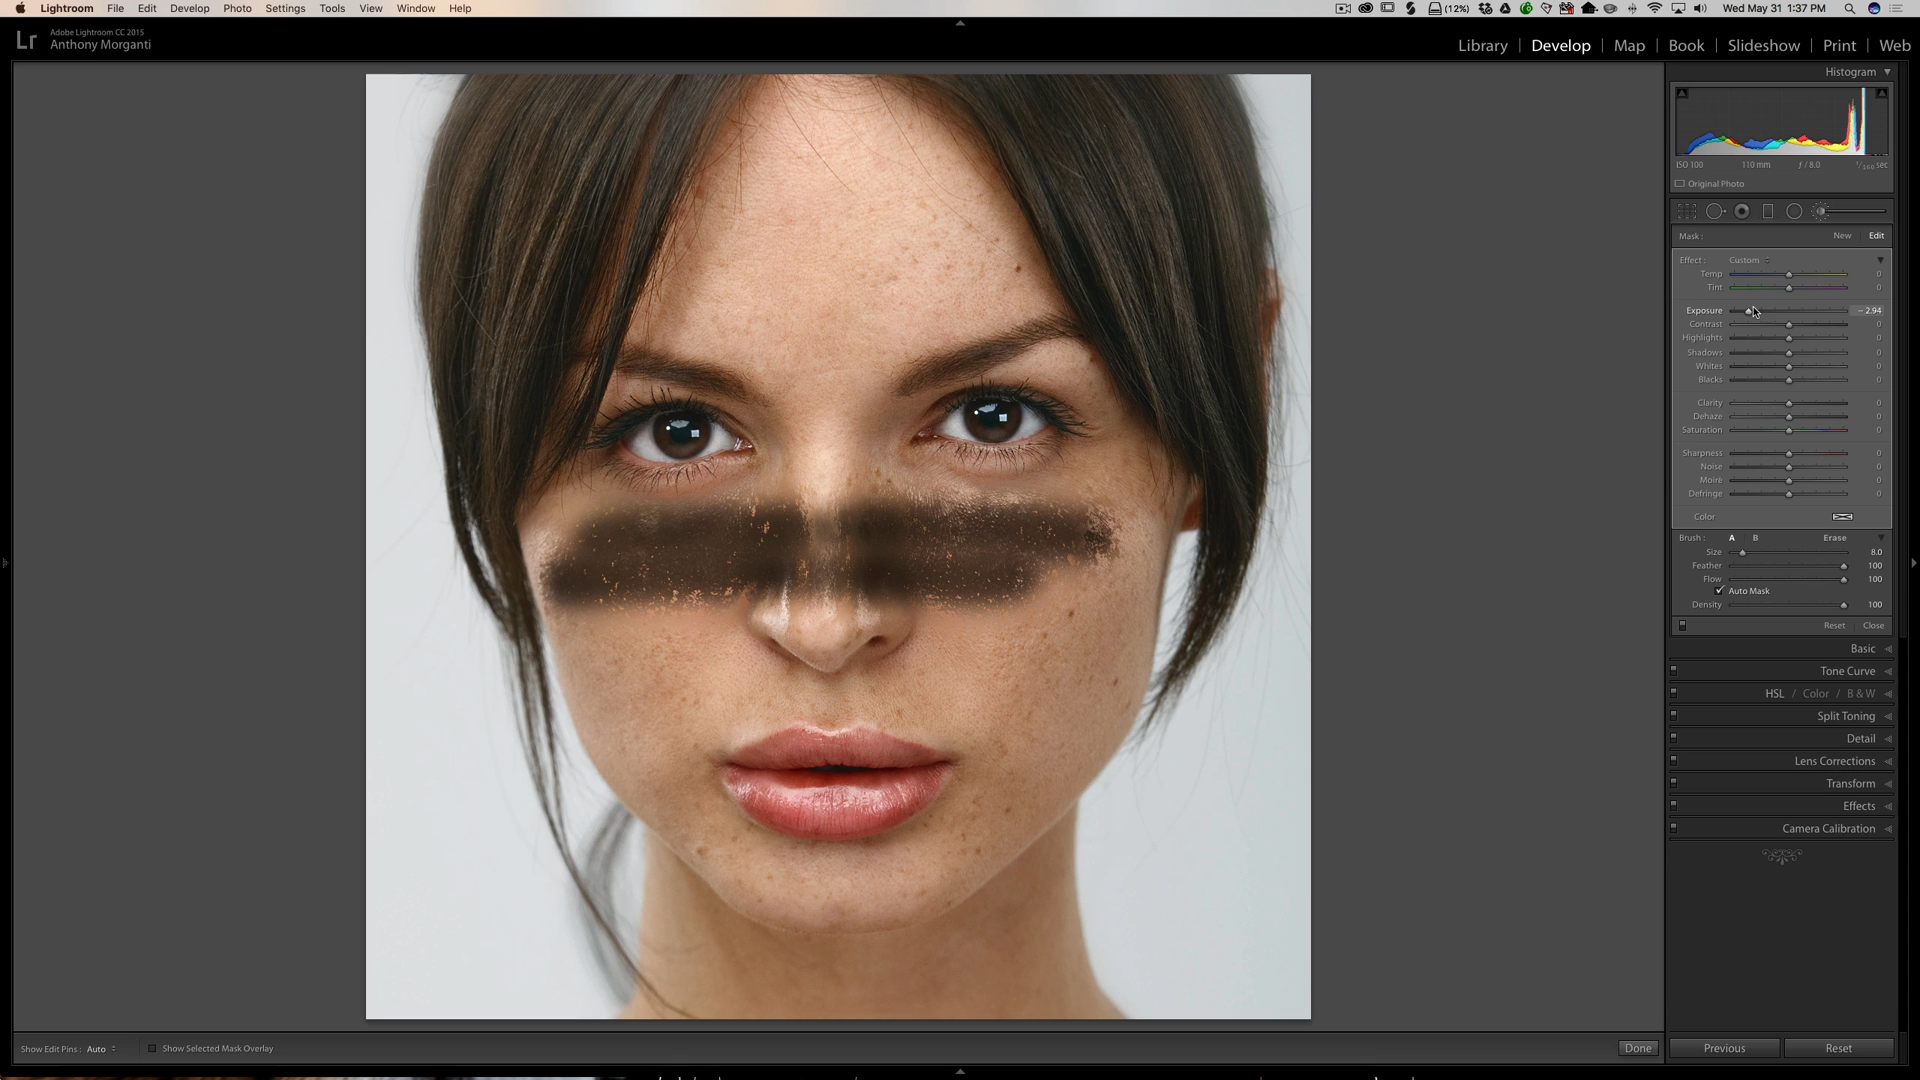 Lightroom File Edit Develop Photo Settings Tools View Window Help (12%) Wed May 31 1:37 PM
Lr Adobe Lightroom CC 2015
Anthony Morganti
Library Develop Map Book Slideshow Print Web
Histogram
ISO 100 110 mm ƒ / 8.0 1/160 sec
Original Photo
Mask : New Edit
Effect : Custom
Temp 0
Tint 0
Exposure – 2.94
Contrast 0
Highlights 0
Shadows 0
Whites 0
Blacks 0
Clarity 0
Dehaze 0
Saturation 0
Sharpness 0
Noise 0
Moire 0
Defringe 0
Color
Brush : A B Erase
Size 8.0
Feather 100
Flow 100
Auto Mask
Density 100
Reset Close
Basic
Tone Curve
HSL / Color / B & W
Split Toning
Detail
Lens Corrections
Transform
Effects
Camera Calibration
Show Edit Pins : Auto Show Selected Mask Overlay Done Previous Reset